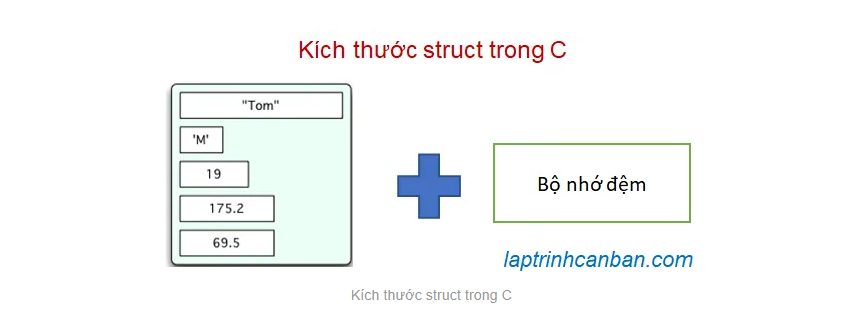 Kích thước struct trong C
"Tom"
'M'
19
175.2
69.5
Bộ nhớ đệm
laptrinhcanban.com
Kích thước struct trong C